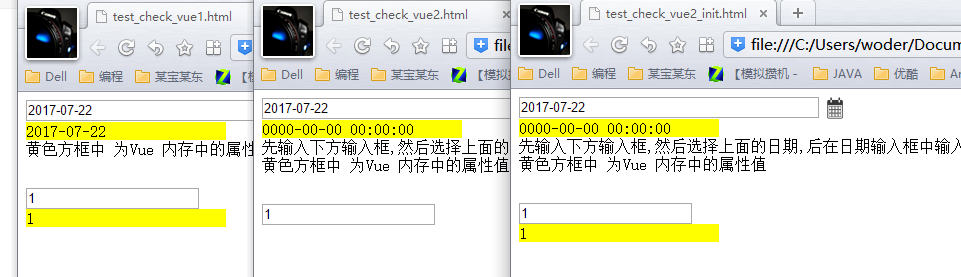 test_check_vue1.html
Dell 编程 某宝某东 【模
2017-07-22
2017-07-22
黄色方框中 为Vue 内存中的属性
1
1
test_check_vue2.html
file
Dell 编程 某宝某东 【模拟
2017-07-22
0000-00-00 00:00:00
先输入下方输入框,然后选择上面的
黄色方框中 为Vue 内存中的属性值
1
test_check_vue2_init.html
file:///C:/Users/woder/Docum
Dell 编程 某宝某东 【模拟攒机 - JAVA 优酷 An
2017-07-22
0000-00-00 00:00:00
先输入下方输入框,然后选择上面的日期,后在日期输入框中输入
黄色方框中 为Vue 内存中的属性值
1
1